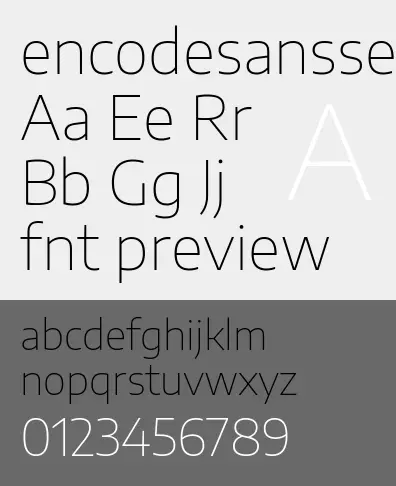 encodesansse
Aa Ee Rr
A
Bb Gg Jj
fnt preview
abcdefghijklm
nopqrstuvwxyz
0123456789